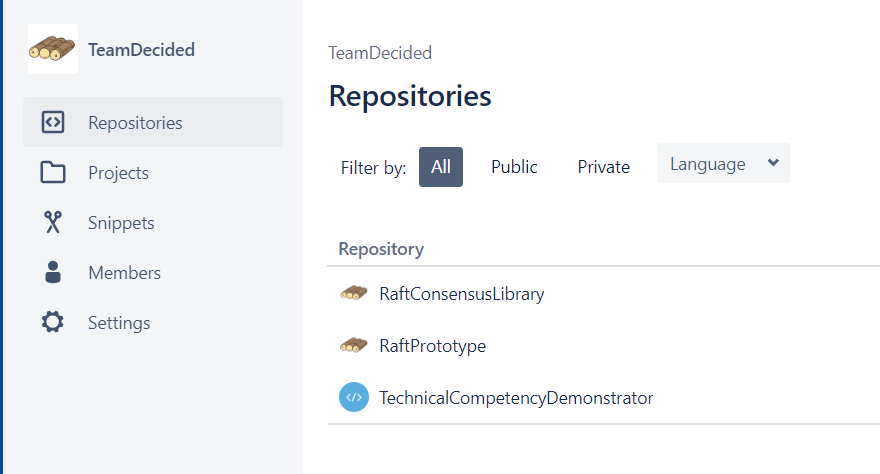 TeamDecided
Repositories
Projects
Snippets
Members
Settings
TeamDecided
Repositories
Filter by: All Public Private Language
Repository
RaftConsensusLibrary
RaftPrototype
TechnicalCompetencyDemonstrator